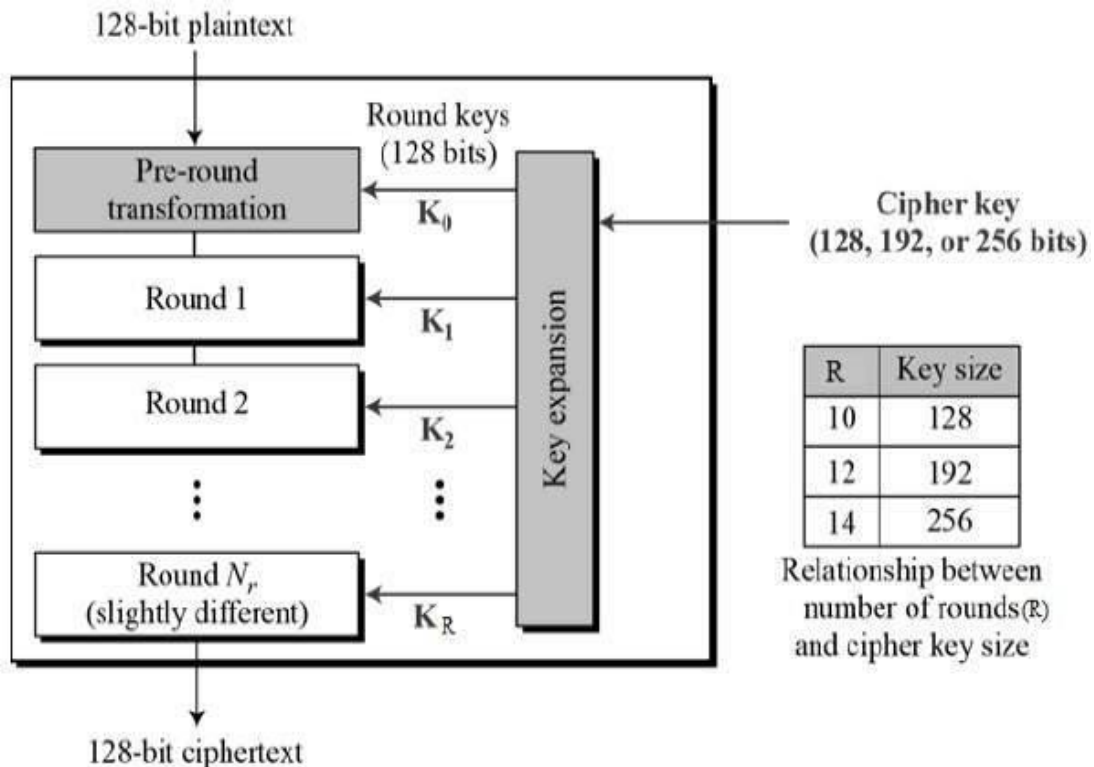 128-bit plaintext
Round keys
(128 bits)
Pre-round
transformation
K₀
Cipher key
(128, 192, or 256 bits)
Round 1
K₁
Round 2
K₂
Key expansion
Round Nᵣ
(slightly different)
K_R
128-bit ciphertext
R Key size
10 128
12 192
14 256
Relationship between
number of rounds(R)
and cipher key size